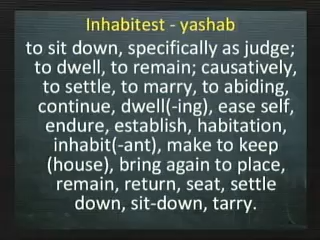 Inhabitest - yashab
to sit down, specifically as judge;
to dwell, to remain; causatively,
to settle, to marry, to abiding,
continue, dwell(-ing), ease self,
endure, establish, habitation,
inhabit(-ant), make to keep
(house), bring again to place,
remain, return, seat, settle
down, sit-down, tarry.